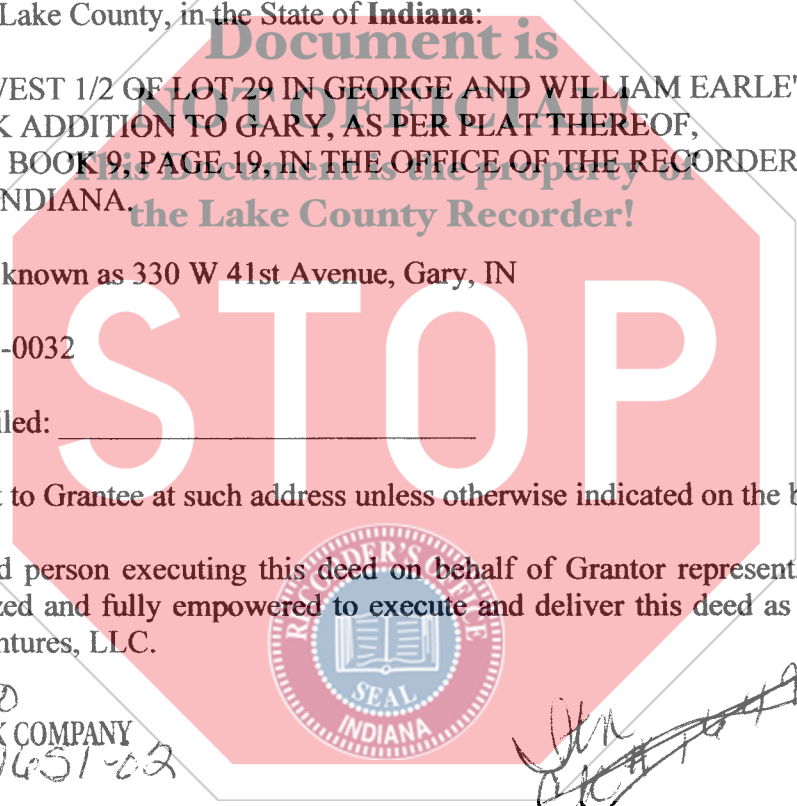 Lake County, in the State of Indiana:
Document is
WEST 1/2 OF LOT 29 IN GEORGE AND WILLIAM EARLE'
NOT OFFICIAL!
K ADDITION TO GARY, AS PER PLAT THEREOF,
BOOK 9, PAGE 19, IN THE OFFICE OF THE RECORDER
This Document is the property of
NDIANA.
the Lake County Recorder!
known as 330 W 41st Avenue, Gary, IN
STOP
-0032
iled:
t to Grantee at such address unless otherwise indicated on the b
d person executing this deed on behalf of Grantor represent
zed and fully empowered to execute and deliver this deed as
ntures, LLC.
RECORDER'S OFFICE
SEAL
INDIANA
K COMPANY
1651-02